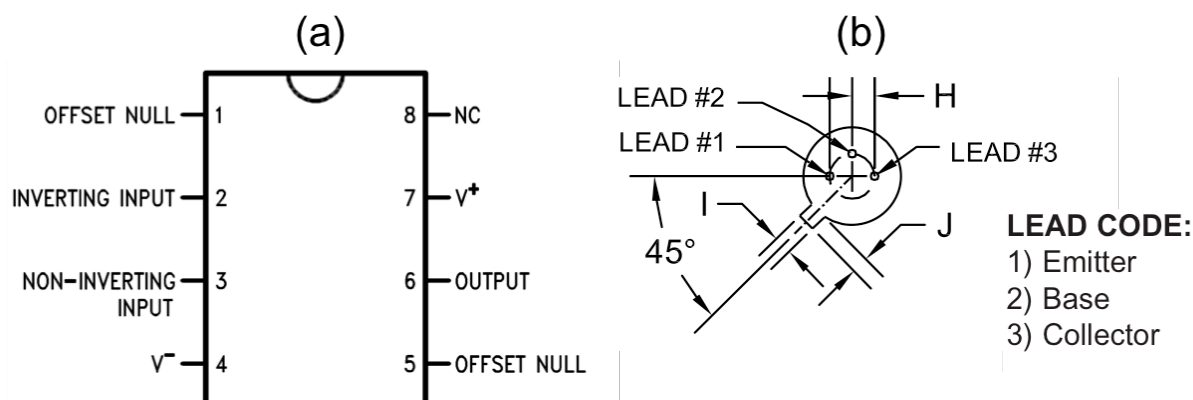 (a)
OFFSET NULL 1
8 NC
INVERTING INPUT 2
7 V⁺
NON-INVERTING 3
INPUT
6 OUTPUT
V⁻ 4
5 OFFSET NULL
(b)
H
LEAD #2
LEAD #1
LEAD #3
I
J
45°
LEAD CODE:
1) Emitter
2) Base
3) Collector